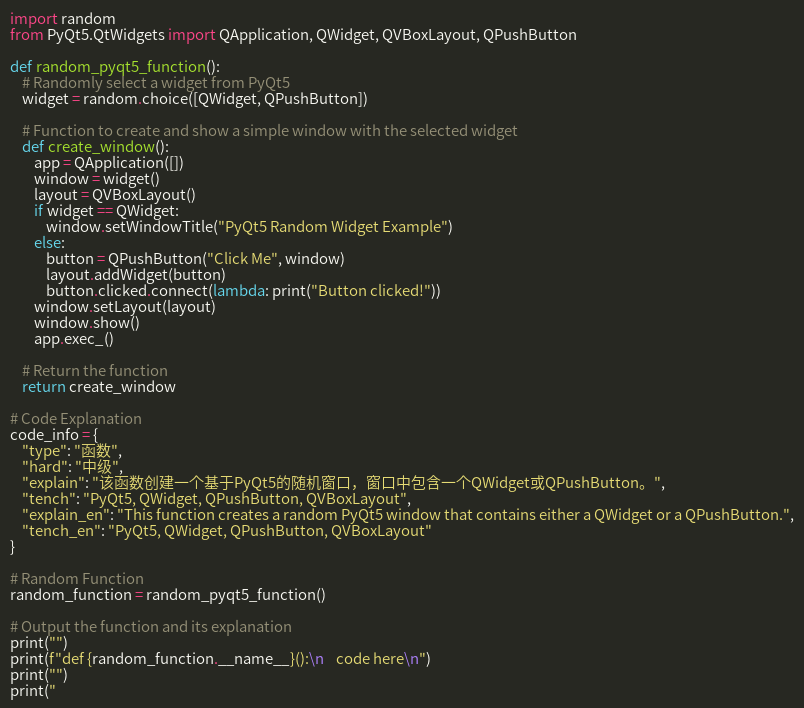 import random
from PyQt5.QtWidgets import QApplication, QWidget, QVBoxLayout, QPushButton

def random_pyqt5_function():
    # Randomly select a widget from PyQt5
    widget = random.choice([QWidget, QPushButton])

    # Function to create and show a simple window with the selected widget
    def create_window():
        app = QApplication([])
        window = widget()
        layout = QVBoxLayout()
        if widget == QWidget:
            window.setWindowTitle("PyQt5 Random Widget Example")
        else:
            button = QPushButton("Click Me", window)
            layout.addWidget(button)
            button.clicked.connect(lambda: print("Button clicked!"))
        window.setLayout(layout)
        window.show()
        app.exec_()

    # Return the function
    return create_window

# Code Explanation
code_info = {
    "type": "函数",
    "hard": "中级",
    "explain": "该函数创建一个基于PyQt5的随机窗口，窗口中包含一个QWidget或QPushButton。",
    "tench": "PyQt5, QWidget, QPushButton, QVBoxLayout",
    "explain_en": "This function creates a random PyQt5 window that contains either a QWidget or a QPushButton.",
    "tench_en": "PyQt5, QWidget, QPushButton, QVBoxLayout"
}

# Random Function
random_function = random_pyqt5_function()

# Output the function and its explanation
print("")
print(f"def {random_function.__name__}():\n    code here\n")
print("")
print("